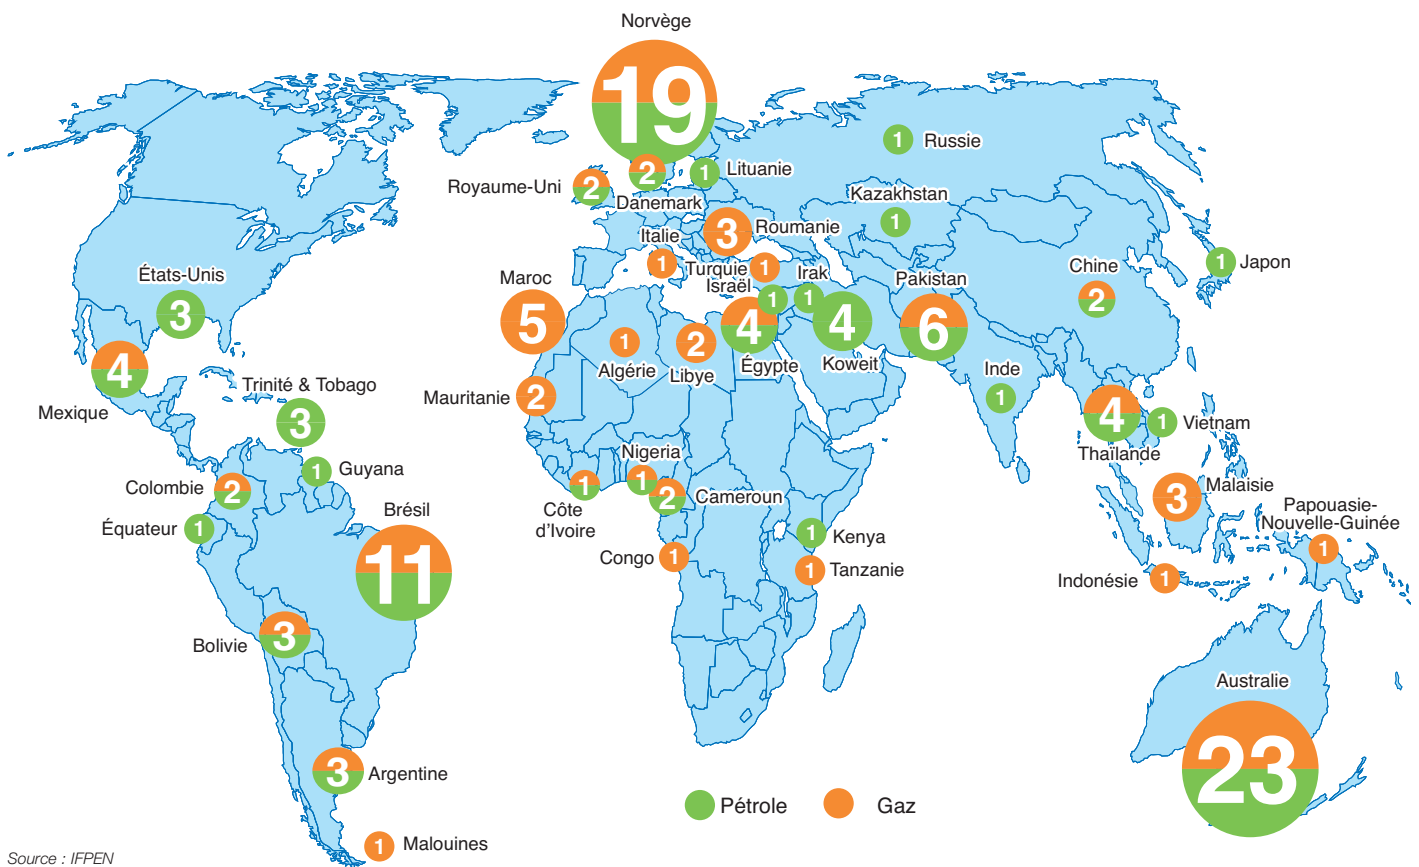 Norvège
19
1
Russie
2
Danemark
1
Lituanie
Royaume-Uni
2
Kazakhstan
1
3
Roumanie
Italie
1
Turquie
1
Israël
1
Irak
1
Pakistan
6
Chine
2
1
Japon
États-Unis
3
Maroc
5
4
Égypte
4
Koweit
1
Algérie
2
Libye
4
Mexique
Trinité & Tobago
3
Mauritanie
2
Inde
1
4
Thaïlande
1
Vietnam
1
Guyana
Colombie
2
Équateur
1
Brésil
11
Nigeria
1
1
Côte
d'Ivoire
2
Cameroun
Congo
1
1
Kenya
1
Tanzanie
3
Malaisie
Papouasie-
Nouvelle-Guinée
1
Indonésie
1
Bolivie
3
Australie
23
3
Argentine
1
Malouines
Pétrole
Gaz
Source : IFPEN